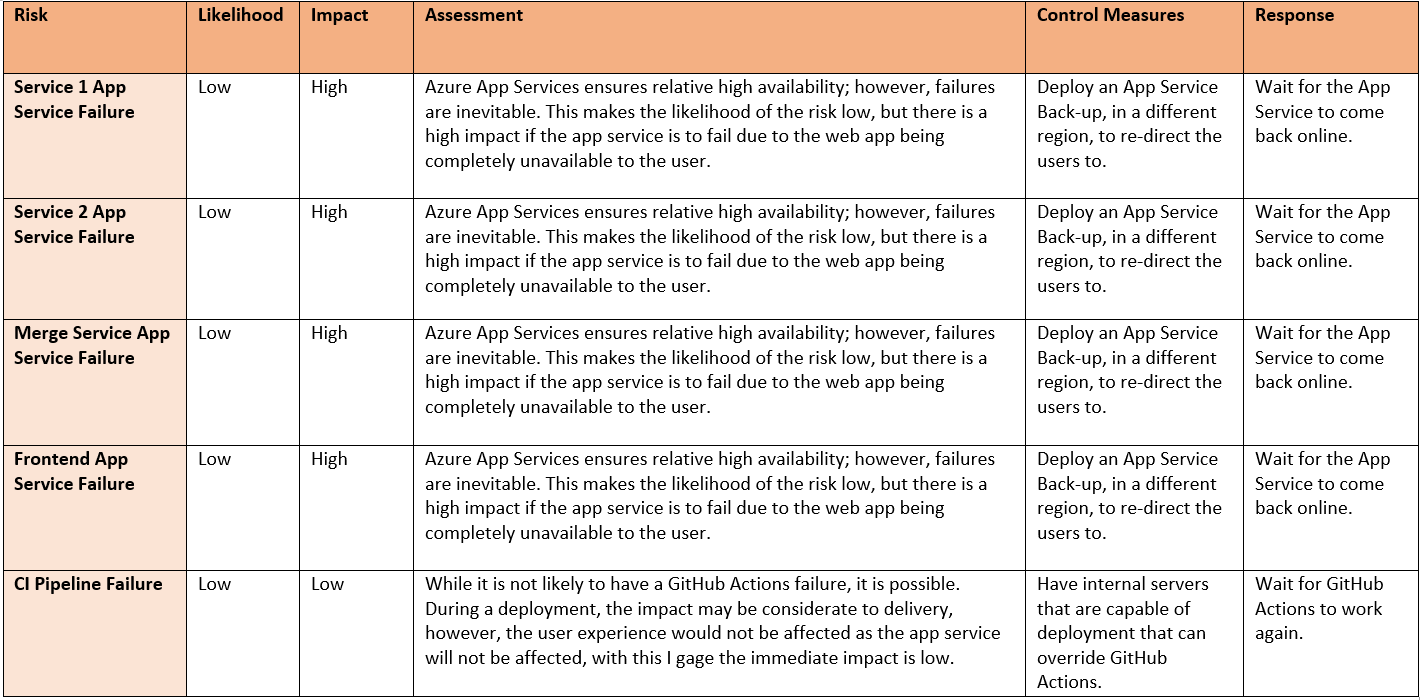 Risk
Likelihood
Impact
Assessment
Control Measures
Response
Service 1 App
Service Failure
Low
High
Azure App Services ensures relative high availability; however, failures
are inevitable. This makes the likelihood of the risk low, but there is a
high impact if the app service is to fail due to the web app being
completely unavailable to the user.
Deploy an App Service
Back-up, in a different
region, to re-direct the
users to.
Wait for the App
Service to come
back online.
Service 2 App
Service Failure
Low
High
Azure App Services ensures relative high availability; however, failures
are inevitable. This makes the likelihood of the risk low, but there is a
high impact if the app service is to fail due to the web app being
completely unavailable to the user.
Deploy an App Service
Back-up, in a different
region, to re-direct the
users to.
Wait for the App
Service to come
back online.
Merge Service App
Service Failure
Low
High
Azure App Services ensures relative high availability; however, failures
are inevitable. This makes the likelihood of the risk low, but there is a
high impact if the app service is to fail due to the web app being
completely unavailable to the user.
Deploy an App Service
Back-up, in a different
region, to re-direct the
users to.
Wait for the App
Service to come
back online.
Frontend App
Service Failure
Low
High
Azure App Services ensures relative high availability; however, failures
are inevitable. This makes the likelihood of the risk low, but there is a
high impact if the app service is to fail due to the web app being
completely unavailable to the user.
Deploy an App Service
Back-up, in a different
region, to re-direct the
users to.
Wait for the App
Service to come
back online.
CI Pipeline Failure
Low
Low
While it is not likely to have a GitHub Actions failure, it is possible.
During a deployment, the impact may be considerate to delivery,
however, the user experience would not be affected as the app service
will not be affected, with this I gage the immediate impact is low.
Have internal servers
that are capable of
deployment that can
override GitHub
Actions.
Wait for GitHub
Actions to work
again.